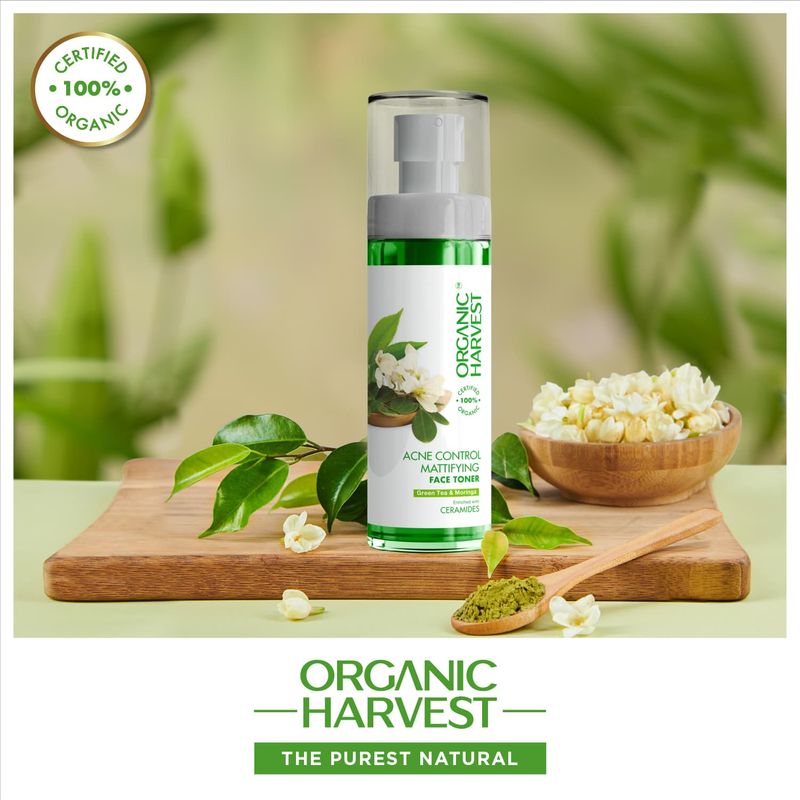 CERTIFIED
• 100% •
ORGANIC
ORGANIC
HARVEST
®
CERTIFIED
• 100% •
ORGANIC
ACNE CONTROL
MATTIFYING
FACE TONER
Green Tea & Moringa
Enriched with
CERAMIDES
ORGANIC
HARVEST
THE PUREST NATURAL